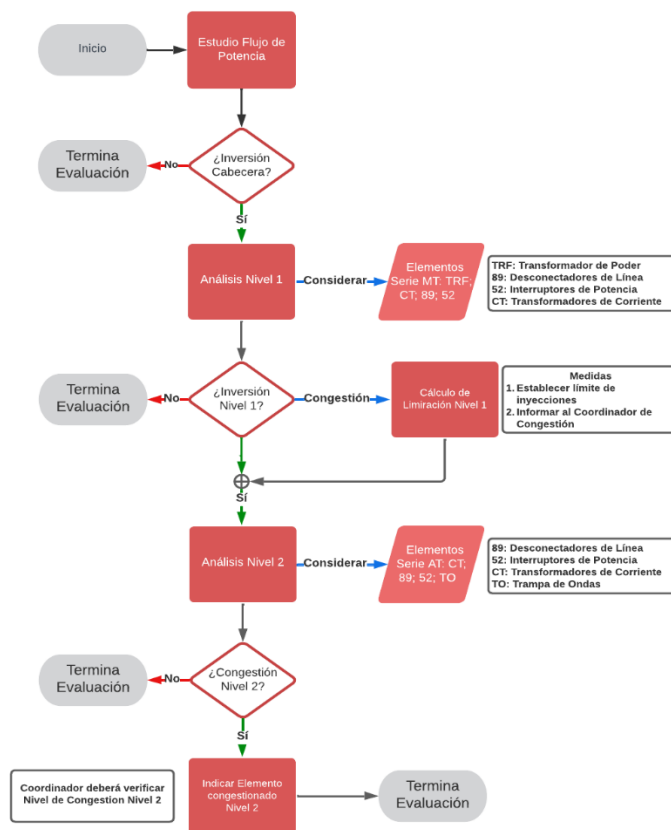 Inicio
Estudio Flujo de
Potencia
¿Inversión
Cabecera?
No
Termina
Evaluación
Sí
Análisis Nivel 1
Considerar
Elementos
Serie MT: TRF;
CT; 89; 52
TRF: Transformador de Poder
89: Desconectadores de Línea
52: Interruptores de Potencia
CT: Transformadores de Corriente
¿Inversión
Nivel 1?
No
Termina
Evaluación
Congestión
Cálculo de
Limiración Nivel 1
Medidas
1. Establecer límite de
inyecciones
2. Informar al Coordinador de
Congestión
Sí
Análisis Nivel 2
Considerar
Elementos
Serie AT: CT;
89; 52; TO
89: Desconectadores de Línea
52: Interruptores de Potencia
CT: Transformadores de Corriente
TO: Trampa de Ondas
¿Congestión
Nivel 2?
No
Termina
Evaluación
Sí
Coordinador deberá verificar
Nivel de Congestion Nivel 2
Indicar Elemento
congestionado
Nivel 2
Termina
Evaluación